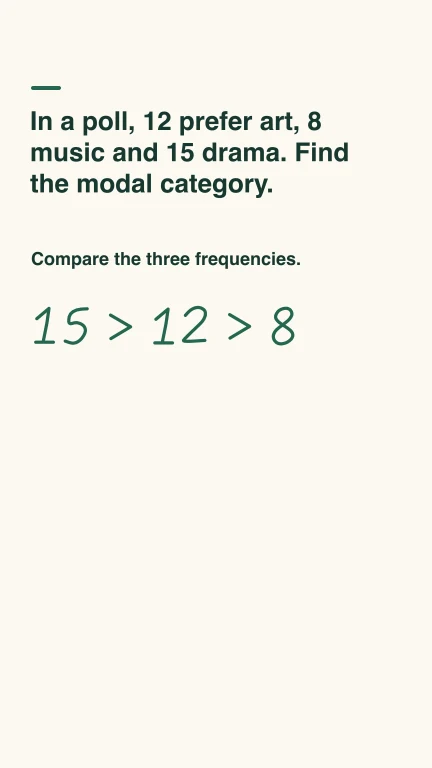 In a poll, 12 prefer art, 8
music and 15 drama. Find
the modal category.
Compare the three frequencies.
15 > 12 > 8